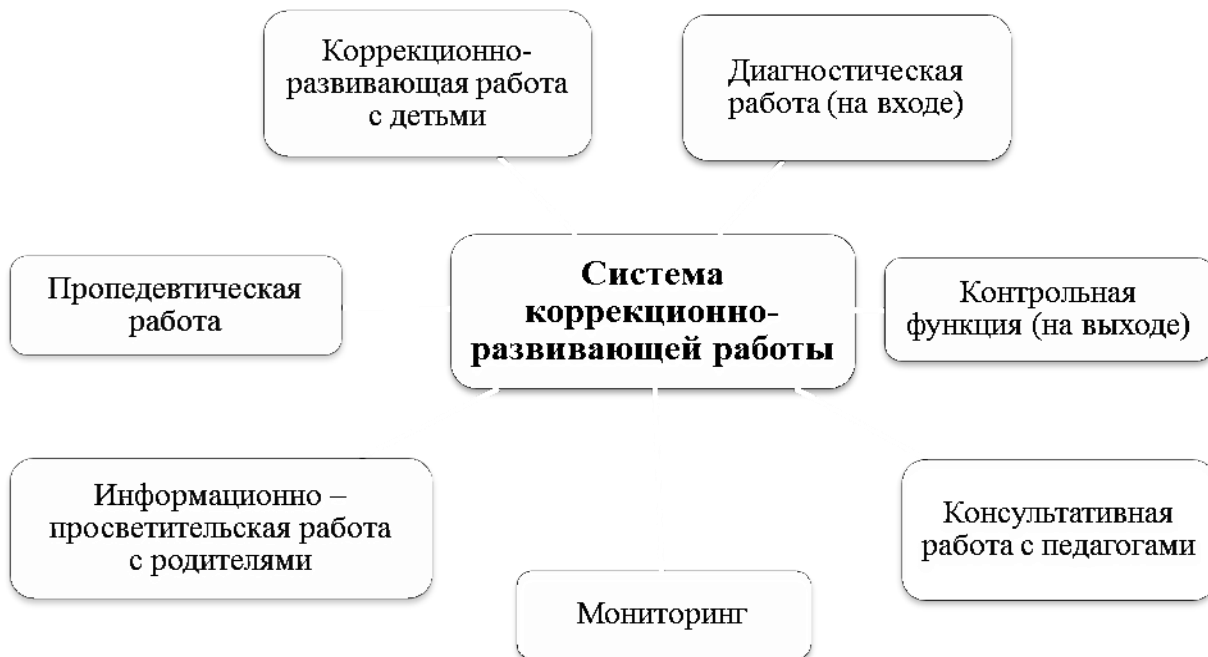 Коррекционно-
развивающая работа
с детьми
Диагностическая
работа (на входе)
Пропедевтическая
работа
Система
коррекционно-
развивающей работы
Контрольная
функция (на выходе)
Информационно –
просветительская работа
с родителями
Консультативная
работа с педагогами
Мониторинг